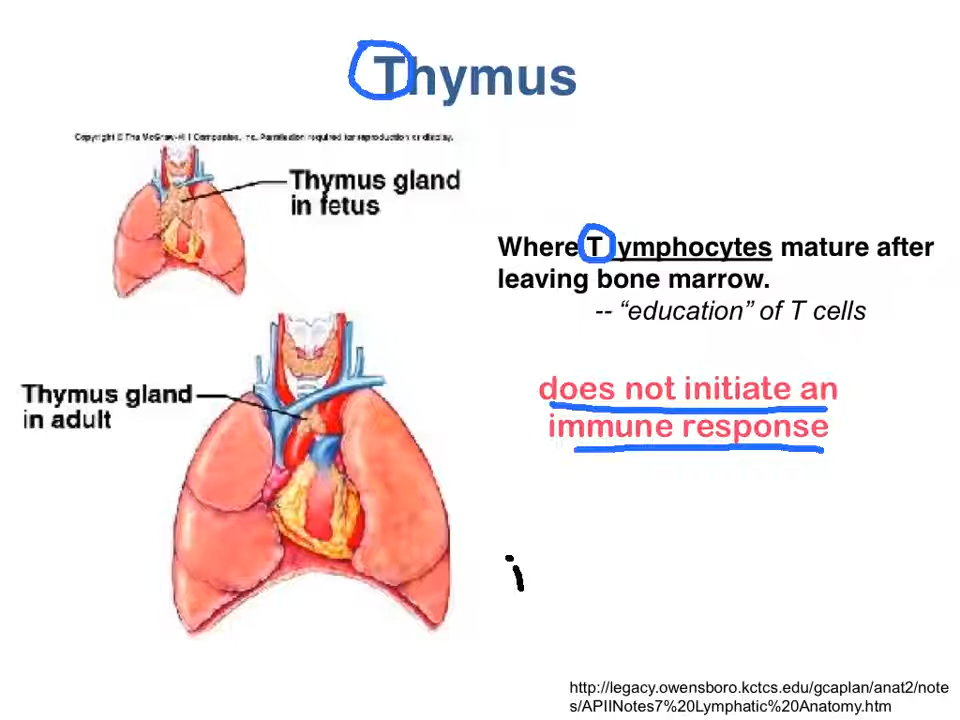 Thymus
Copyright © The McGraw-Hill Companies, Inc. Permission required for reproduction or display.
Thymus gland
in fetus
Where T lymphocytes mature after
leaving bone marrow.
-- “education” of T cells
Thymus gland
in adult
does not initiate an
immune response
i
http://legacy.owensboro.kctcs.edu/gcaplan/anat2/note
s/APIINotes7%20Lymphatic%20Anatomy.htm